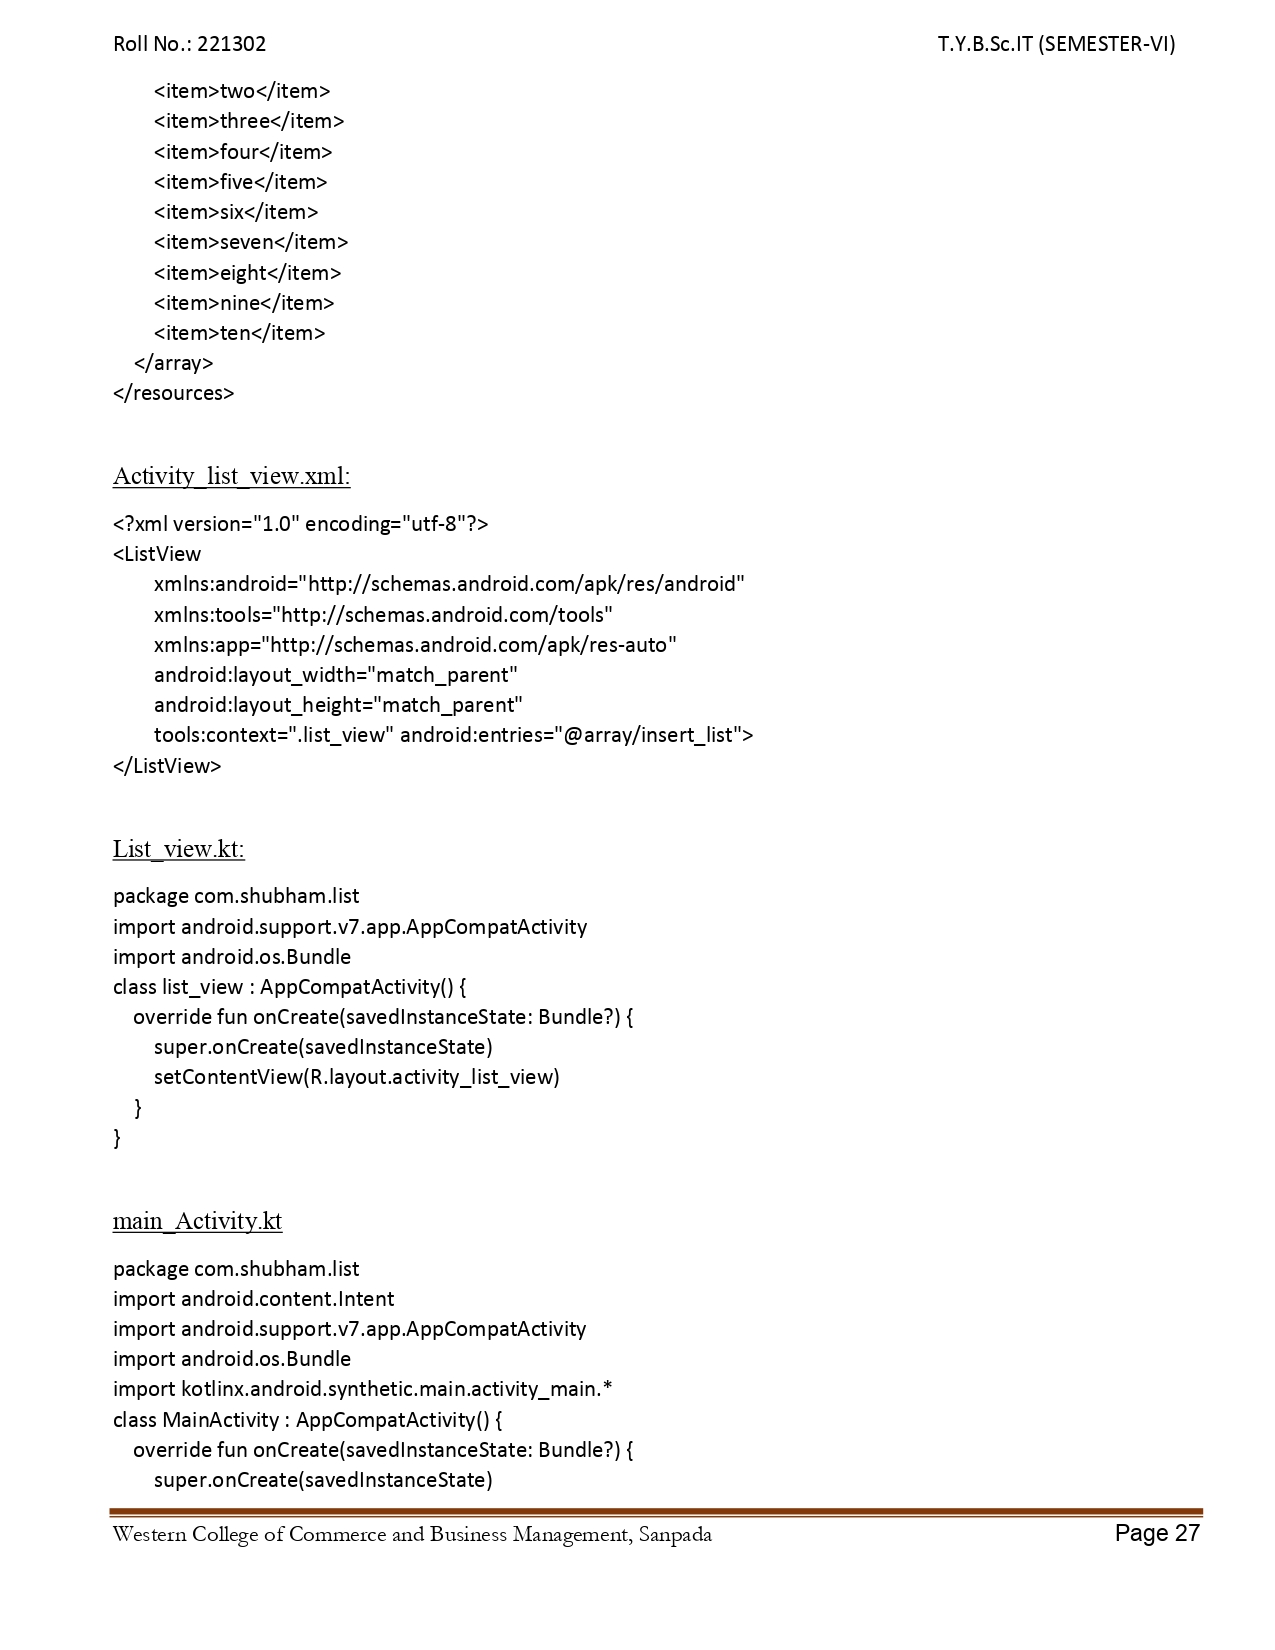 Roll No.: 221302 T.Y.B.Sc.IT (SEMESTER-VI)
<item>two</item>
<item>three</item>
<item>four</item>
<item>five</item>
<item>six</item>
<item>seven</item>
<item>eight</item>
<item>nine</item>
<item>ten</item>
</array>
</resources>
Activity_list_view.xml:
<?xml version="1.0" encoding="utf-8"?>
<ListView
xmlns:android="http://schemas.android.com/apk/res/android"
xmlns:tools="http://schemas.android.com/tools"
xmlns:app="http://schemas.android.com/apk/res-auto"
android:layout_width="match_parent"
android:layout_height="match_parent"
tools:context=".list_view" android:entries="@array/insert_list">
</ListView>
List_view.kt:
package com.shubham.list
import android.support.v7.app.AppCompatActivity
import android.os.Bundle
class list_view : AppCompatActivity() {
override fun onCreate(savedInstanceState: Bundle?) {
super.onCreate(savedInstanceState)
setContentView(R.layout.activity_list_view)
}
}
main_Activity.kt
package com.shubham.list
import android.content.Intent
import android.support.v7.app.AppCompatActivity
import android.os.Bundle
import kotlinx.android.synthetic.main.activity_main.*
class MainActivity : AppCompatActivity() {
override fun onCreate(savedInstanceState: Bundle?) {
super.onCreate(savedInstanceState)
Western College of Commerce and Business Management, Sanpada Page 27